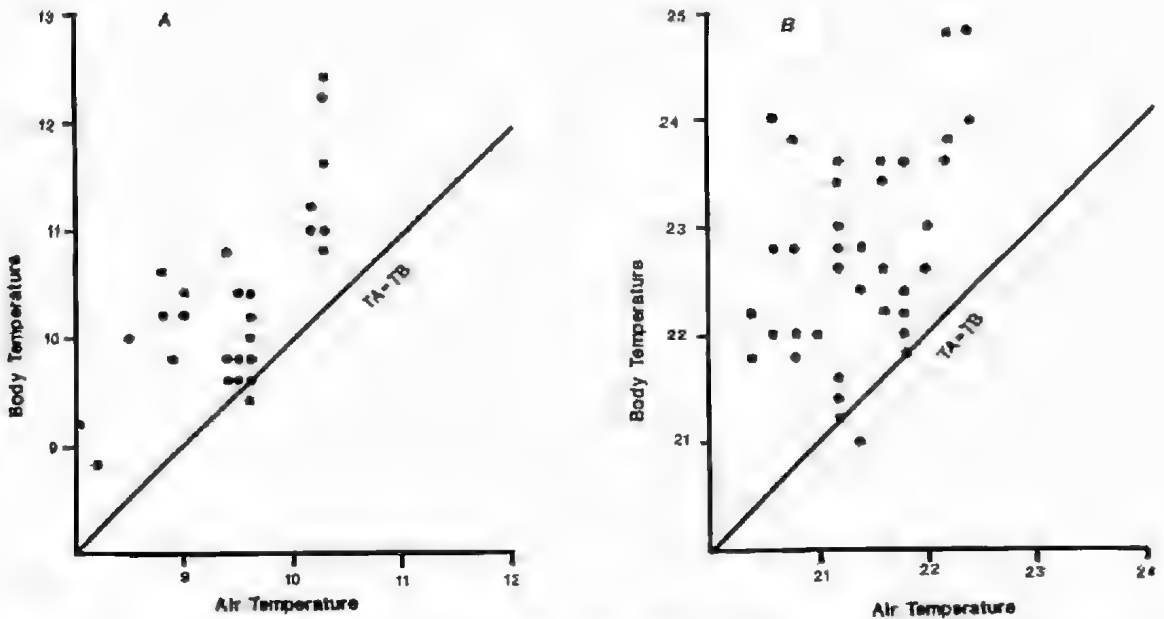 A
13
12
11
10
9
Body Temperature
TA=TB
9
10
11
12
Air Temperature
B
25
24
23
22
21
Body Temperature
TA=TB
21
22
23
24
Air Temperature